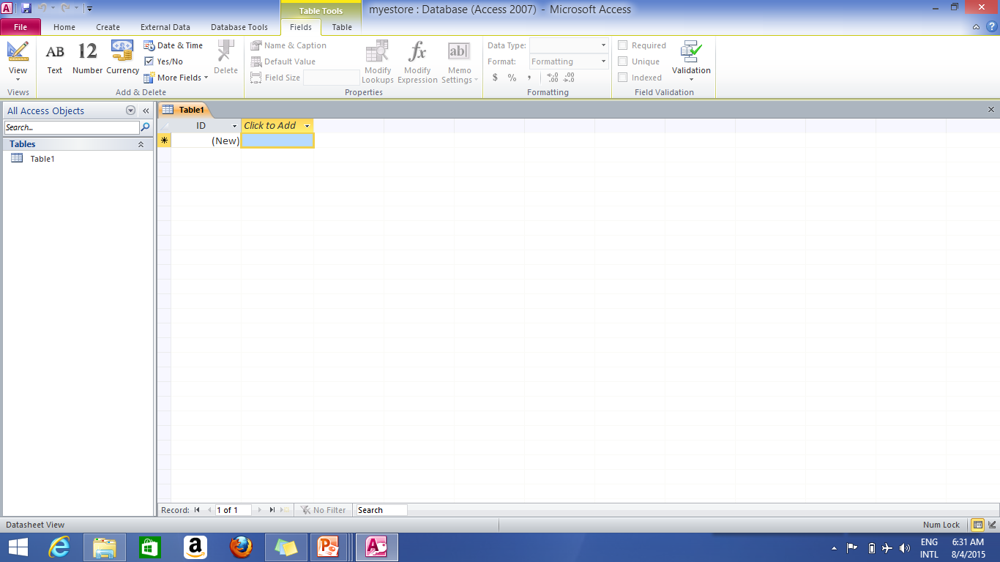 Table Tools
myestore : Database (Access 2007) - Microsoft Access
File Home Create External Data Database Tools Fields Table
View
Views
AB
Text
12
Number
Currency
Date & Time
Yes/No
More Fields
Delete
Add & Delete
Name & Caption
Default Value
Field Size
Modify
Lookups
fx
Modify
Expression
ab|
Memo
Settings
Properties
Data Type:
Format: Formatting
$ % , .00 .00
Formatting
Required
Unique
Indexed
Validation
Field Validation
All Access Objects «
Search...
Tables
Table1
Table1
ID Click to Add
(New)
Record: 1 of 1 No Filter Search
Datasheet View Num Lock
ENG 6:31 AM
INTL 8/4/2015